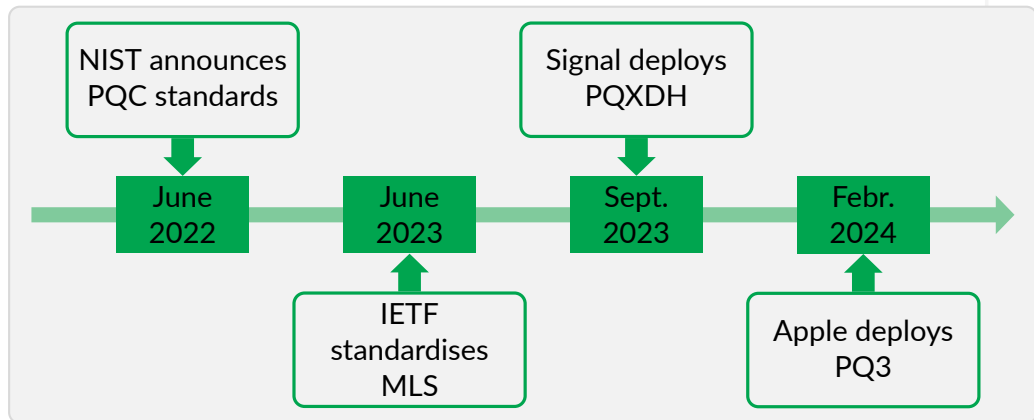 NIST announces
PQC standards
Signal deploys
PQXDH
June
2022
June
2023
Sept.
2023
Febr.
2024
IETF
standardises
MLS
Apple deploys
PQ3